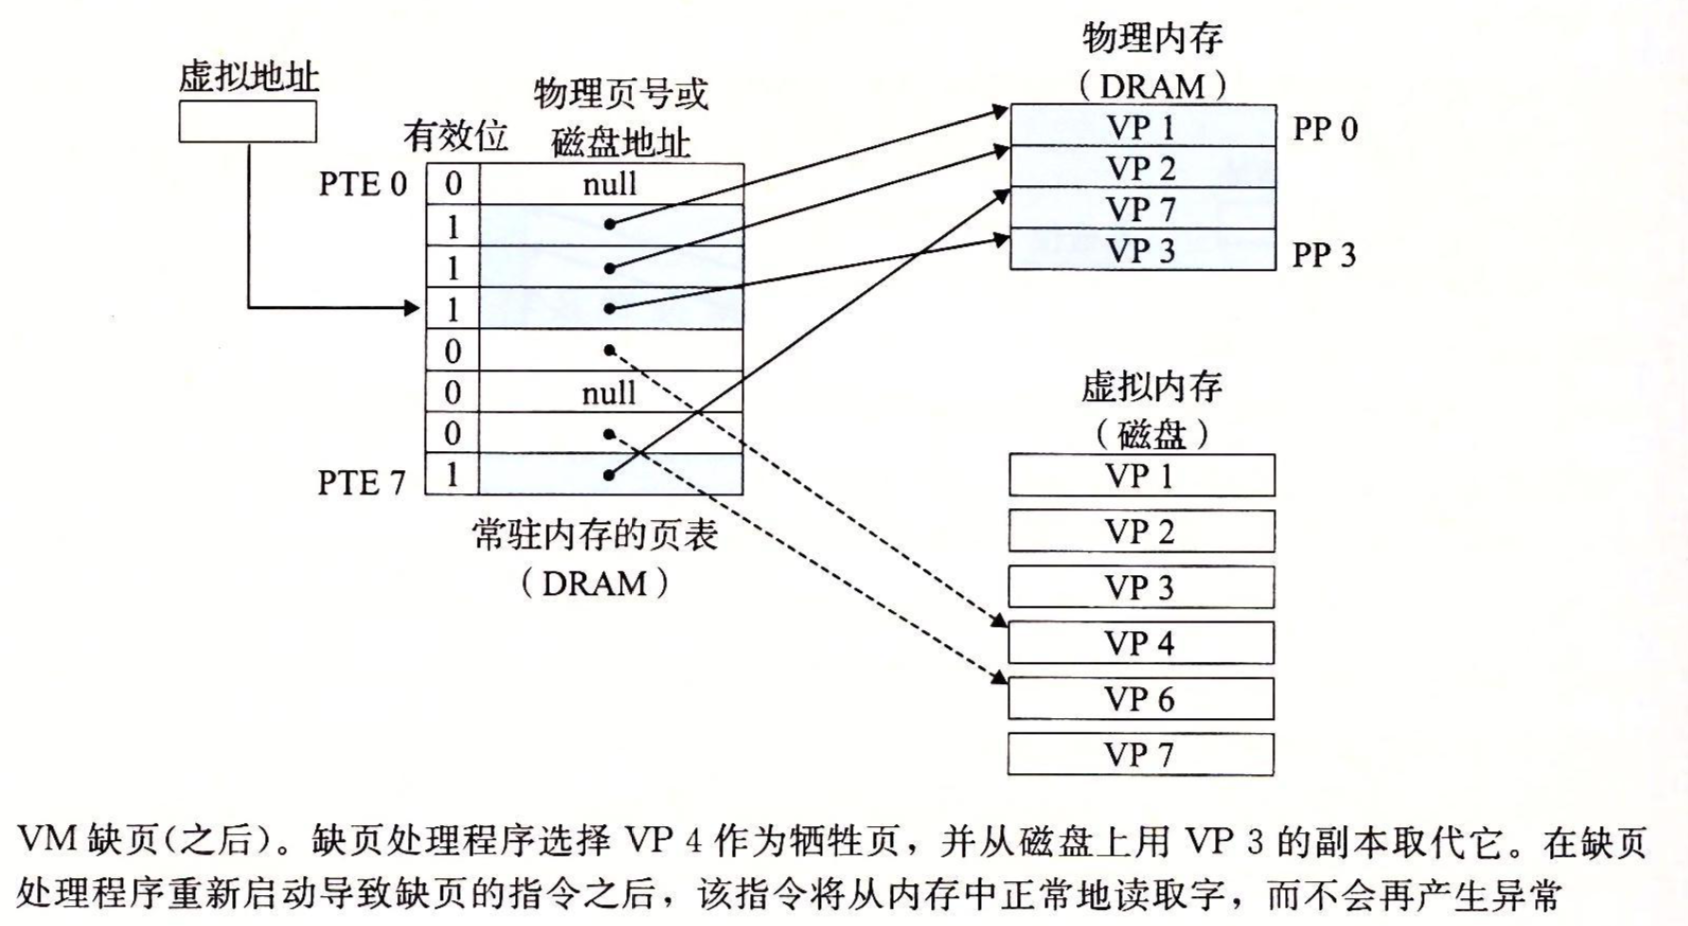 虚拟地址
有效位
物理页号或
磁盘地址
PTE 0
0
null
1
1
1
0
0
null
0
PTE 7
1
常驻内存的页表
（DRAM）
物理内存
（DRAM）
VP 1
PP 0
VP 2
VP 7
VP 3
PP 3
虚拟内存
（磁盘）
VP 1
VP 2
VP 3
VP 4
VP 6
VP 7
VM 缺页(之后)。缺页处理程序选择 VP 4 作为牺牲页，并从磁盘上用 VP 3 的副本取代它。在缺页
处理程序重新启动导致缺页的指令之后，该指令将从内存中正常地读取字，而不会再产生异常